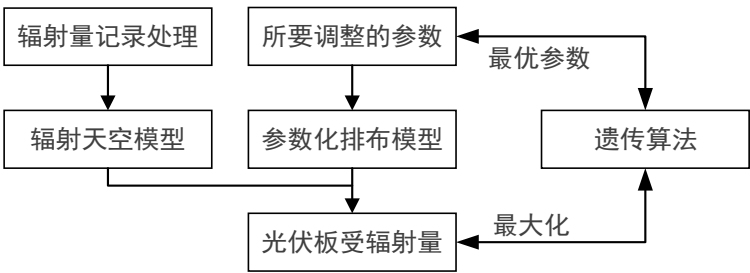 辐射量记录处理
所要调整的参数
最优参数
辐射天空模型
参数化排布模型
遗传算法
光伏板受辐射量
最大化